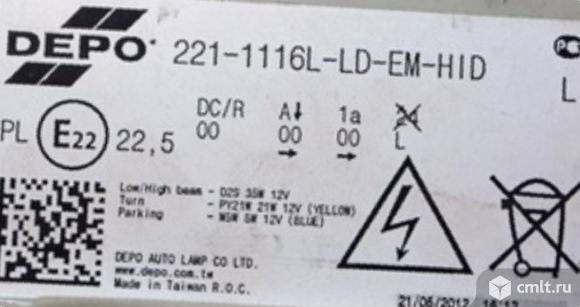 DEPO 221-1116L-LD-EM-HID
L
DC/R A↓ 1a 24
PL E22 22,5 00 00 00 L
→ →
Low/High beam - D2S 35W 12V
Turn - PY21W 21W 12V (YELLOW)
Parking - W5W 5W 12V (BLUE)
DEPO AUTO LAMP CO LTD.
www.depo.com.tw
Made in Taiwan R.O.C.
21/06/2012
cmlt.ru